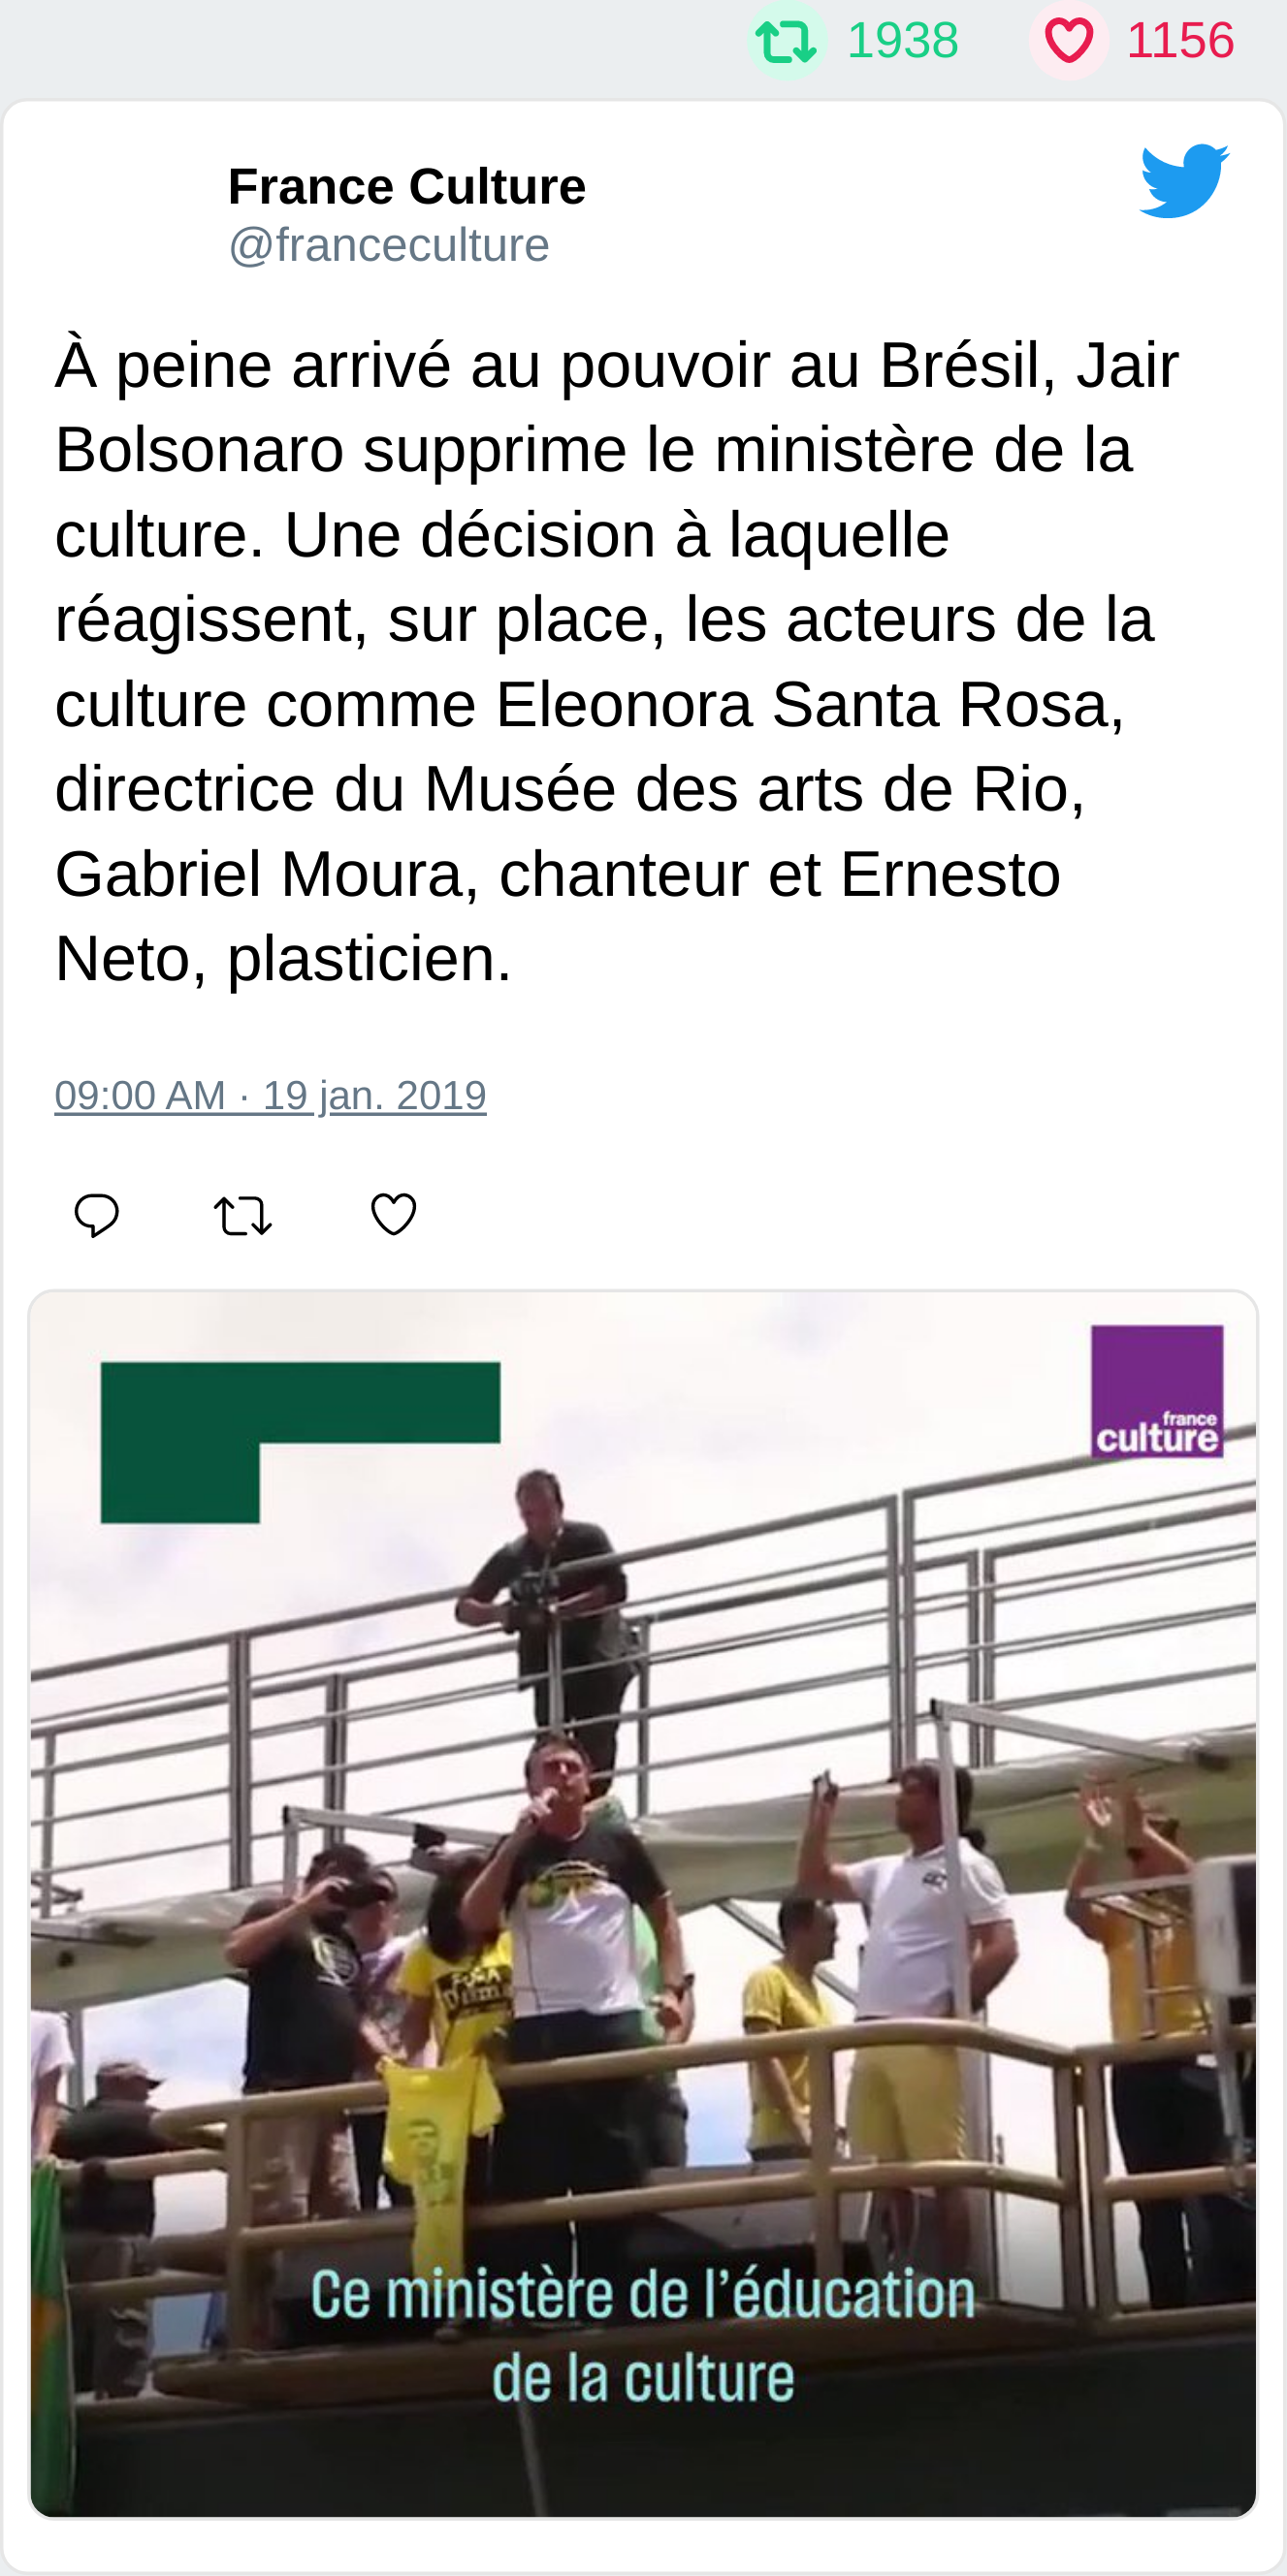 1938 1156
France Culture
@franceculture
À peine arrivé au pouvoir au Brésil, Jair
Bolsonaro supprime le ministère de la
culture. Une décision à laquelle
réagissent, sur place, les acteurs de la
culture comme Eleonora Santa Rosa,
directrice du Musée des arts de Rio,
Gabriel Moura, chanteur et Ernesto
Neto, plasticien.
09:00 AM · 19 jan. 2019
france
culture
Ce ministère de l’éducation
de la culture